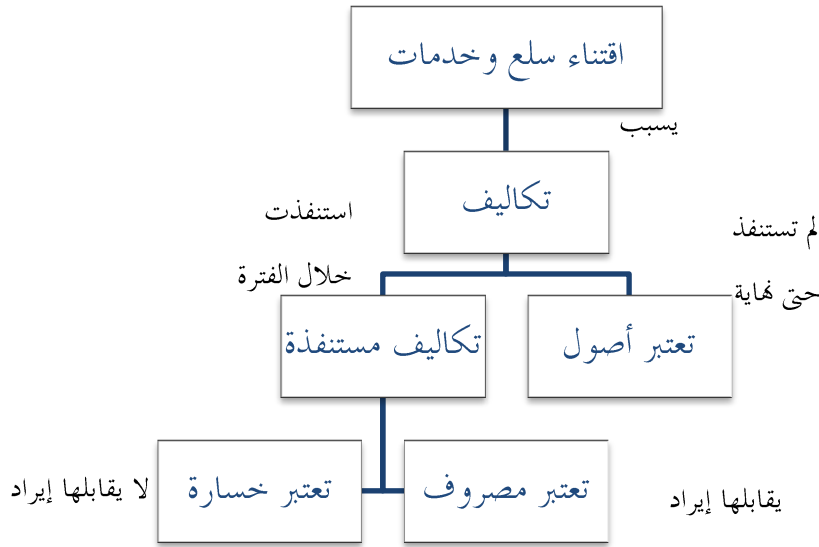 اقتناء سلع وخدمات
يسبب
تكاليف
لم تستنفذ
حتى نهاية
استنفذت
خلال الفترة
تعتبر أصول
تكاليف مستنفذة
يقابلها إيراد
تعتبر مصروف
تعتبر خسارة
لا يقابلها إيراد